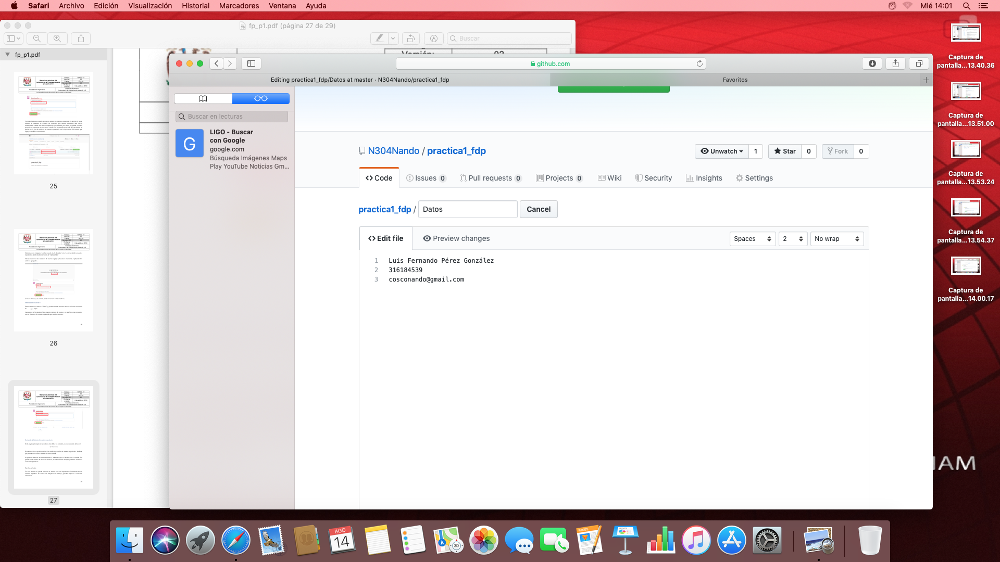 Safari Archivo Edición Visualización Historial Marcadores Ventana Ayuda
Mié 14:01
fp_p1.pdf (página 27 de 29)
Buscar
fp_p1.pdf
25
26
27
github.com
Editing practica1_fdp/Datos at master · N304Nando/practica1_fdp
Favoritos
Buscar en lecturas
G
LIGO - Buscar
con Google
google.com
Búsqueda Imágenes Maps
Play YouTube Noticias Gm...
N304Nando / practica1_fdp
Unwatch 1
Star 0
Fork 0
Code
Issues 0
Pull requests 0
Projects 0
Wiki
Security
Insights
Settings
practica1_fdp / Datos
Cancel
Edit file
Preview changes
Spaces
2
No wrap
1 Luis Fernando Pérez González
2 316184539
3 cosconando@gmail.com
Captura de
pantalla...13.40.36
Captura de
pantalla...13.51.00
Captura de
pantalla...13.53.24
Captura de
pantalla...13.54.37
Captura de
pantalla...14.00.17
AGO
14
PAGES
3D